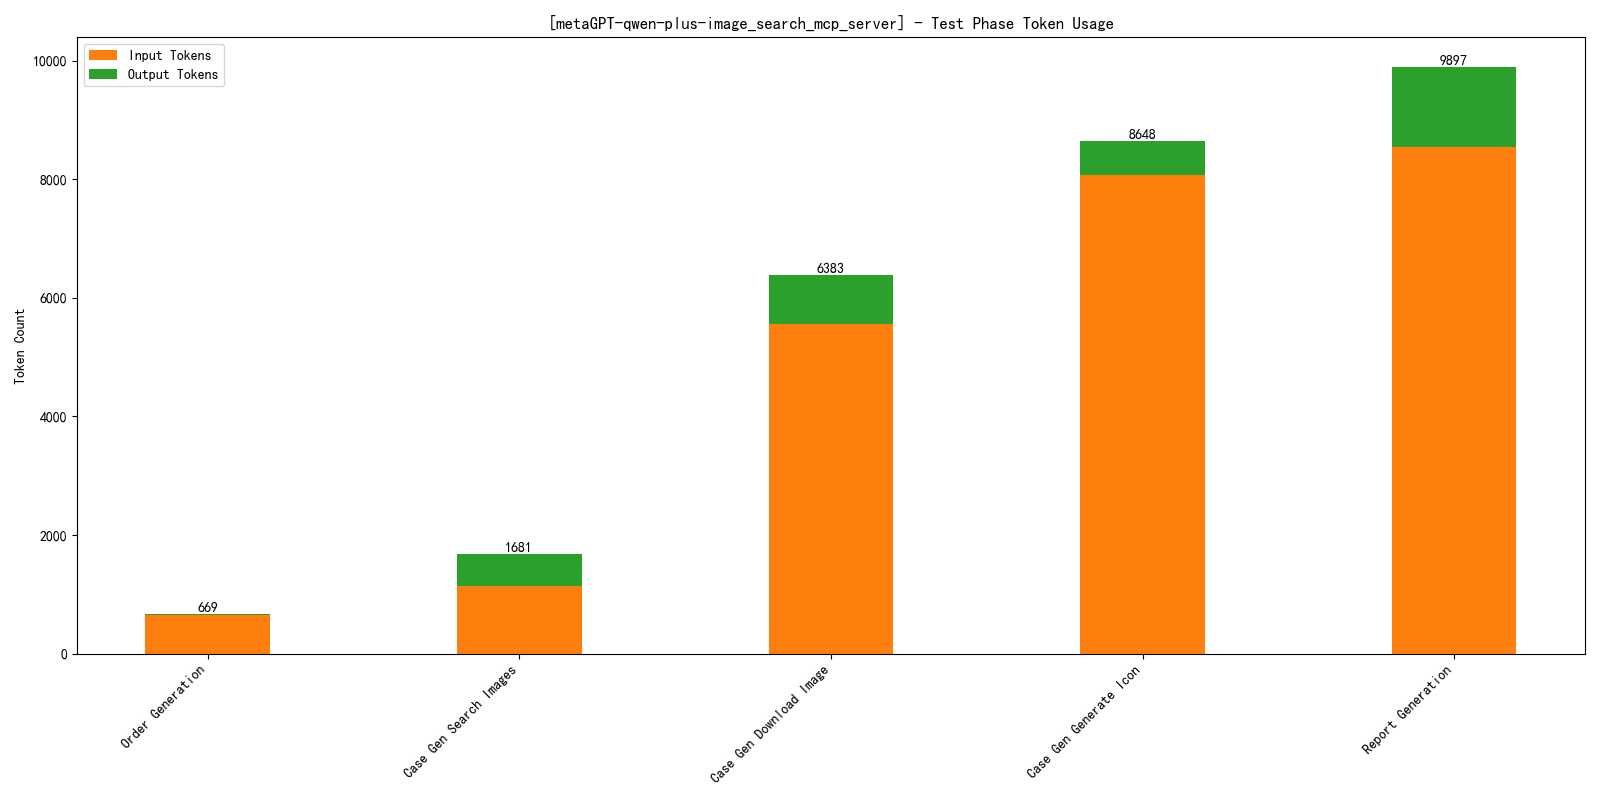 [metaGPT-qwen-plus-image_search_mcp_server] - Test Phase Token Usage
Input Tokens
Output Tokens
Token Count
10000
8000
6000
4000
2000
0
669
1681
6383
8648
9897
Order Generation
Case Gen Search Images
Case Gen Download Image
Case Gen Generate Icon
Report Generation